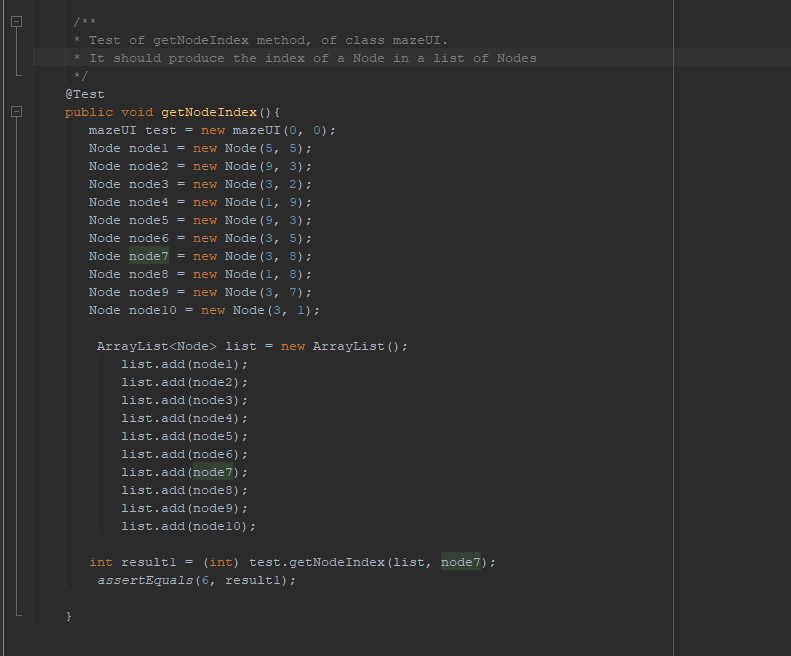 /**
* Test of getNodeIndex method, of class mazeUI.
* It should produce the index of a Node in a list of Nodes
*/
@Test
public void getNodeIndex(){
mazeUI test = new mazeUI(0, 0);
Node node1 = new Node(5, 5);
Node node2 = new Node(9, 3);
Node node3 = new Node(3, 2);
Node node4 = new Node(1, 9);
Node node5 = new Node(9, 3);
Node node6 = new Node(3, 5);
Node node7 = new Node(3, 8);
Node node8 = new Node(1, 8);
Node node9 = new Node(3, 7);
Node node10 = new Node(3, 1);
ArrayList<Node> list = new ArrayList();
list.add(node1);
list.add(node2);
list.add(node3);
list.add(node4);
list.add(node5);
list.add(node6);
list.add(node7);
list.add(node8);
list.add(node9);
list.add(node10);
int result1 = (int) test.getNodeIndex(list, node7);
assertEquals(6, result1);
}